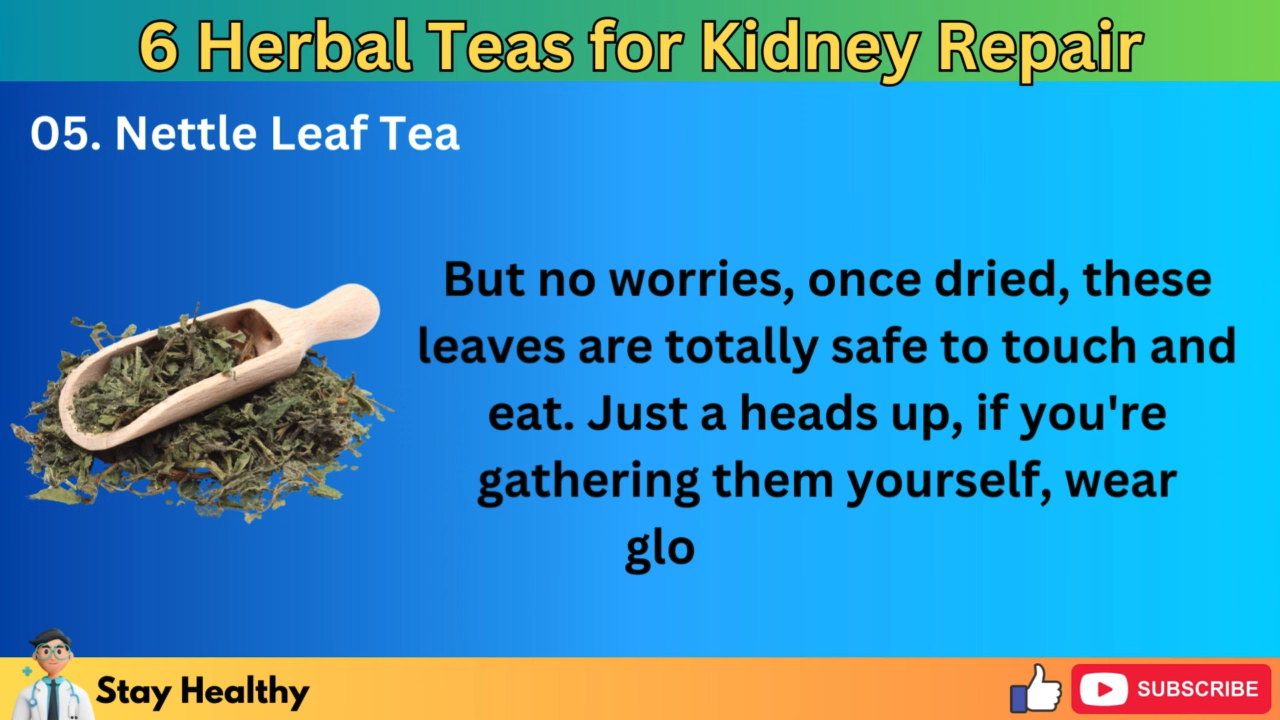 6 Herbal Teas for Kidney Repair
05. Nettle Leaf Tea
But no worries, once dried, these
leaves are totally safe to touch and
eat. Just a heads up, if you're
gathering them yourself, wear
glo
Stay Healthy
SUBSCRIBE